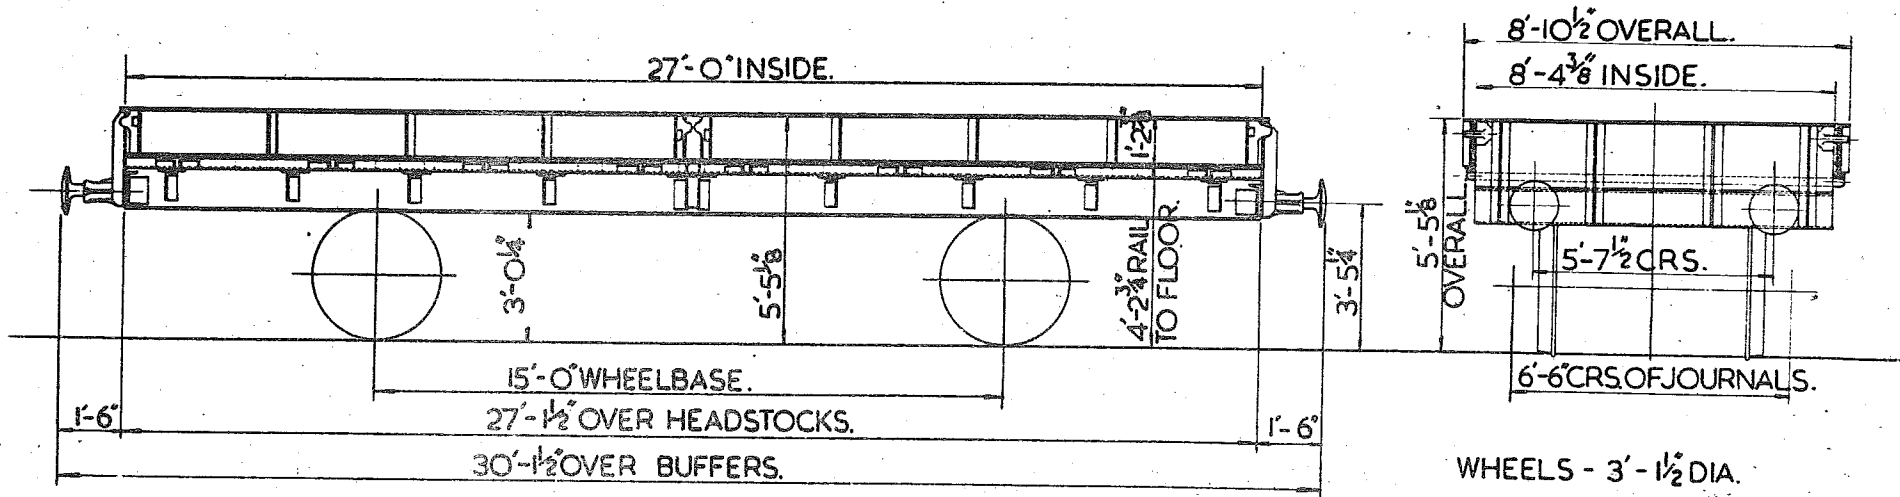 8'-10½" OVERALL.
27'-0" INSIDE.
8'-4⅜" INSIDE.
1'-2⅜"
3'-0¼"
5'-5⅛"
4'-2¾" RAIL
TO FLOOR.
3'-5¼"
5'-5⅛"
OVERALL
5'-7½" CRS.
15'-0" WHEELBASE.
6'-6" CRS. OF JOURNALS.
1'-6"
27'-1½" OVER HEADSTOCKS.
1'-6"
30'-1½" OVER BUFFERS.
WHEELS - 3'-1½" DIA.